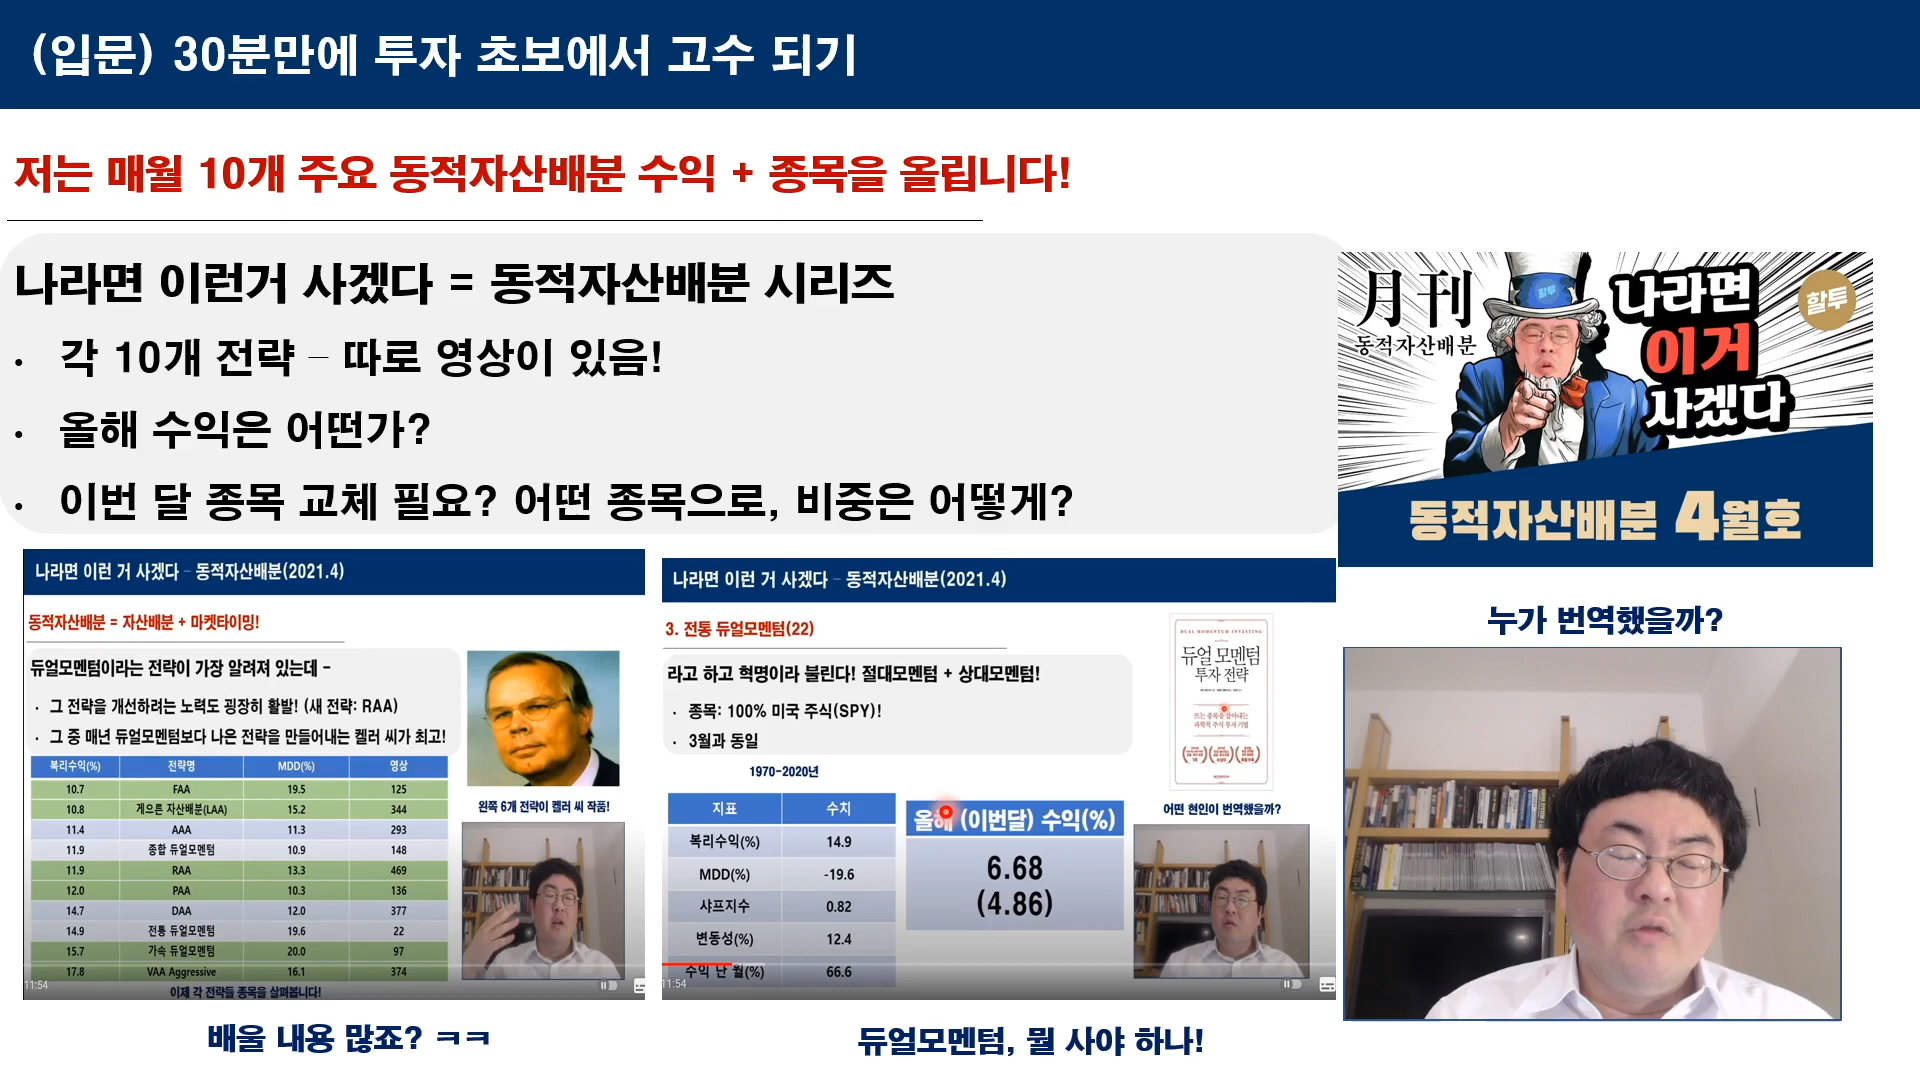 (입문) 30분만에 투자 초보에서 고수 되기
저는 매월 10개 주요 동적자산배분 수익 + 종목을 올립니다!
나라면 이런거 사겠다 = 동적자산배분 시리즈
• 각 10개 전략 – 따로 영상이 있음!
• 올해 수익은 어떤가?
• 이번 달 종목 교체 필요? 어떤 종목으로, 비중은 어떻게?
月刊
동적자산배분
할투
나라면
이거
사겠다
할투
동적자산배분 4월호
누가 번역했을까?
나라면 이런 거 사겠다 – 동적자산배분(2021.4)
동적자산배분 = 자산배분 + 마켓타이밍!
듀얼모멘텀이라는 전략이 가장 알려져 있는데 –
• 그 전략을 개선하려는 노력도 굉장히 활발! (새 전략: RAA)
• 그 중 매년 듀얼모멘텀보다 나은 전략을 만들어내는 켈러 씨가 최고!
복리수익(%) 전략명 MDD(%) 영상
10.7 FAA 19.5 125
10.8 게으른 자산배분(LAA) 15.2 344
11.4 AAA 11.3 293
11.9 종합 듀얼모멘텀 10.9 148
11.9 RAA 13.3 469
12.0 PAA 10.3 136
14.7 DAA 12.0 377
14.9 전통 듀얼모멘텀 19.6 22
15.7 가속 듀얼모멘텀 20.0 97
17.8 VAA Aggressive 16.1 374
왼쪽 6개 전략이 켈러 씨 작품!
11:54
이제 각 전략들 종목을 살펴봅니다!
배울 내용 많죠? ㅋㅋ
나라면 이런 거 사겠다 – 동적자산배분(2021.4)
3. 전통 듀얼모멘텀(22)
라고 하고 혁명이라 불린다! 절대모멘텀 + 상대모멘텀!
• 종목: 100% 미국 주식(SPY)!
• 3월과 동일
1970-2020년
지표 수치
복리수익(%) 14.9
MDD(%) -19.6
샤프지수 0.82
변동성(%) 12.4
수익 난 월(%) 66.6
올해 (이번달) 수익(%)
6.68
(4.86)
DUAL MOMENTUM INVESTING
듀얼 모멘텀
투자 전략
뜨는 종목을 잡아내는
과학적 주식 투자 기법
어떤 현인이 번역했을까?
11:54
듀얼모멘텀, 뭘 사야 하나!